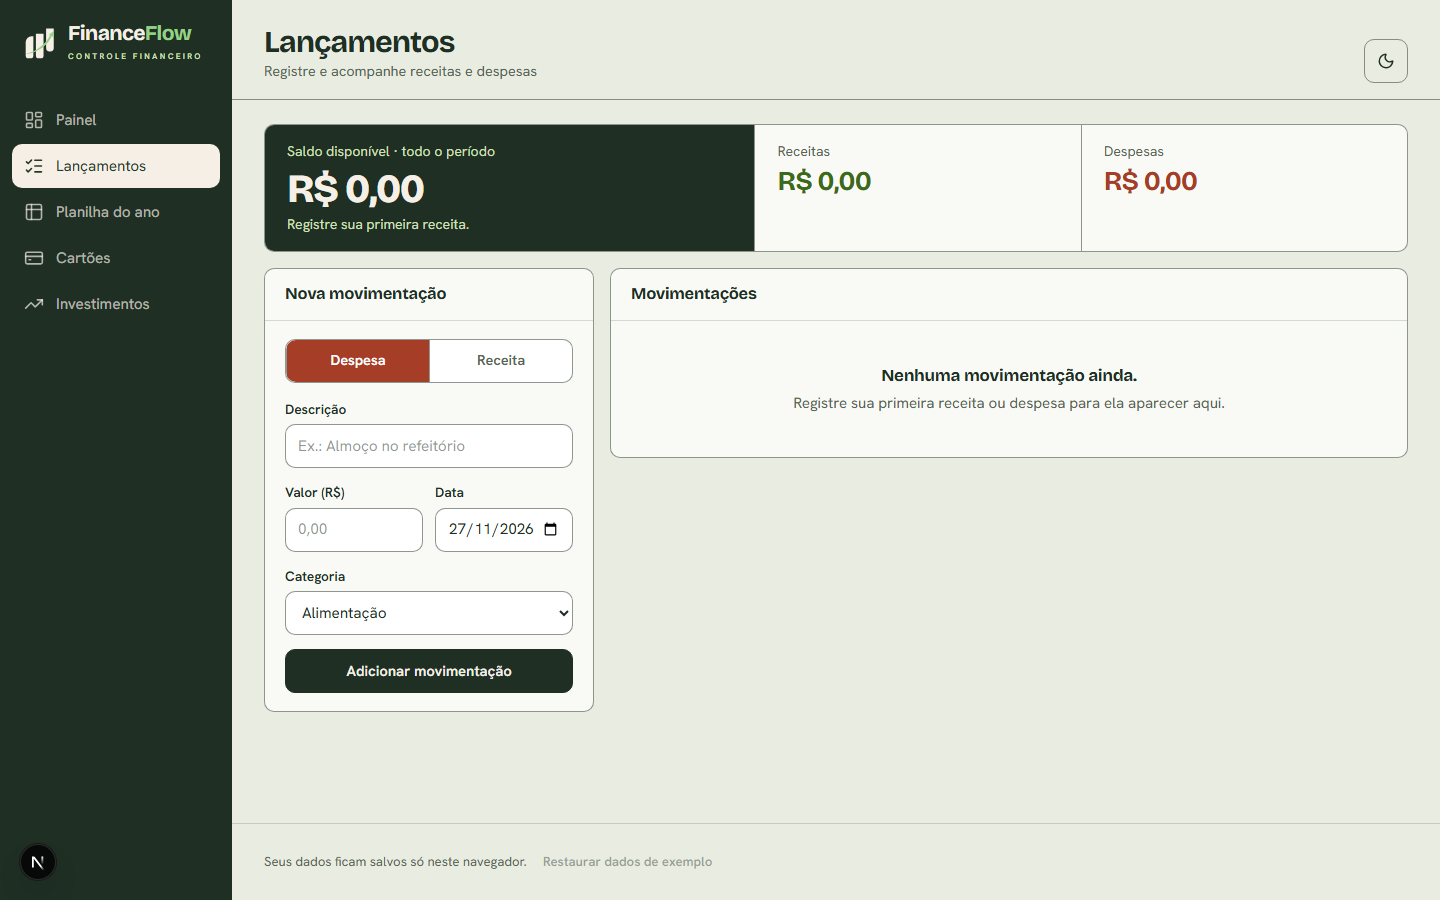 FinanceFlow
CONTROLE FINANCEIRO
Painel
Lançamentos
Planilha do ano
Cartões
Investimentos
N
Lançamentos
Registre e acompanhe receitas e despesas
Saldo disponível · todo o período
R$ 0,00
Registre sua primeira receita.
Receitas
R$ 0,00
Despesas
R$ 0,00
Nova movimentação
Despesa
Receita
Descrição
Ex.: Almoço no refeitório
Valor (R$)
Data
0,00
27/11/2026
Categoria
Alimentação
Adicionar movimentação
Movimentações
Nenhuma movimentação ainda.
Registre sua primeira receita ou despesa para ela aparecer aqui.
Seus dados ficam salvos só neste navegador.
Restaurar dados de exemplo